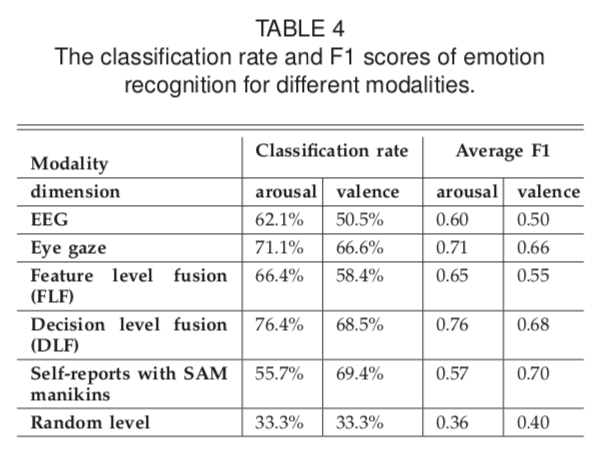 TABLE 4
The classification rate and F1 scores of emotion
recognition for different modalities.
Modality Classification rate Average F1
dimension arousal valence arousal valence
EEG 62.1% 50.5% 0.60 0.50
Eye gaze 71.1% 66.6% 0.71 0.66
Feature level fusion 66.4% 58.4% 0.65 0.55
(FLF)
Decision level fusion 76.4% 68.5% 0.76 0.68
(DLF)
Self-reports with SAM 55.7% 69.4% 0.57 0.70
manikins
Random level 33.3% 33.3% 0.36 0.40